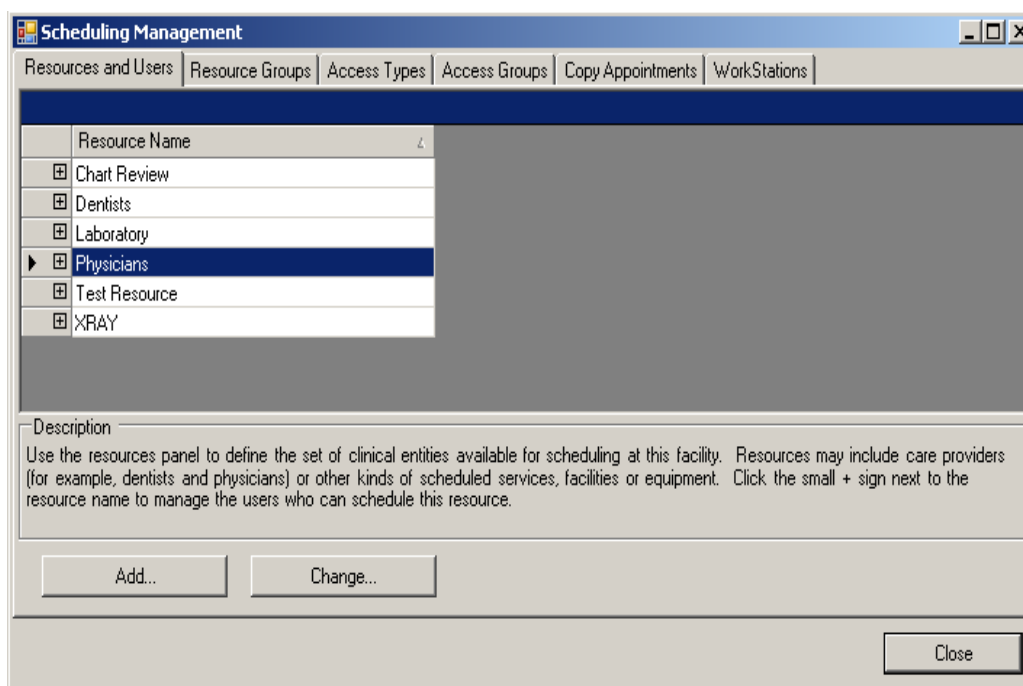 Scheduling Management
Resources and Users Resource Groups Access Types Access Groups Copy Appointments WorkStations
Resource Name
Chart Review
Dentists
Laboratory
Physicians
Test Resource
XRAY
Description
Use the resources panel to define the set of clinical entities available for scheduling at this facility. Resources may include care providers
(for example, dentists and physicians) or other kinds of scheduled services, facilities or equipment. Click the small + sign next to the
resource name to manage the users who can schedule this resource.
Add... Change...
Close